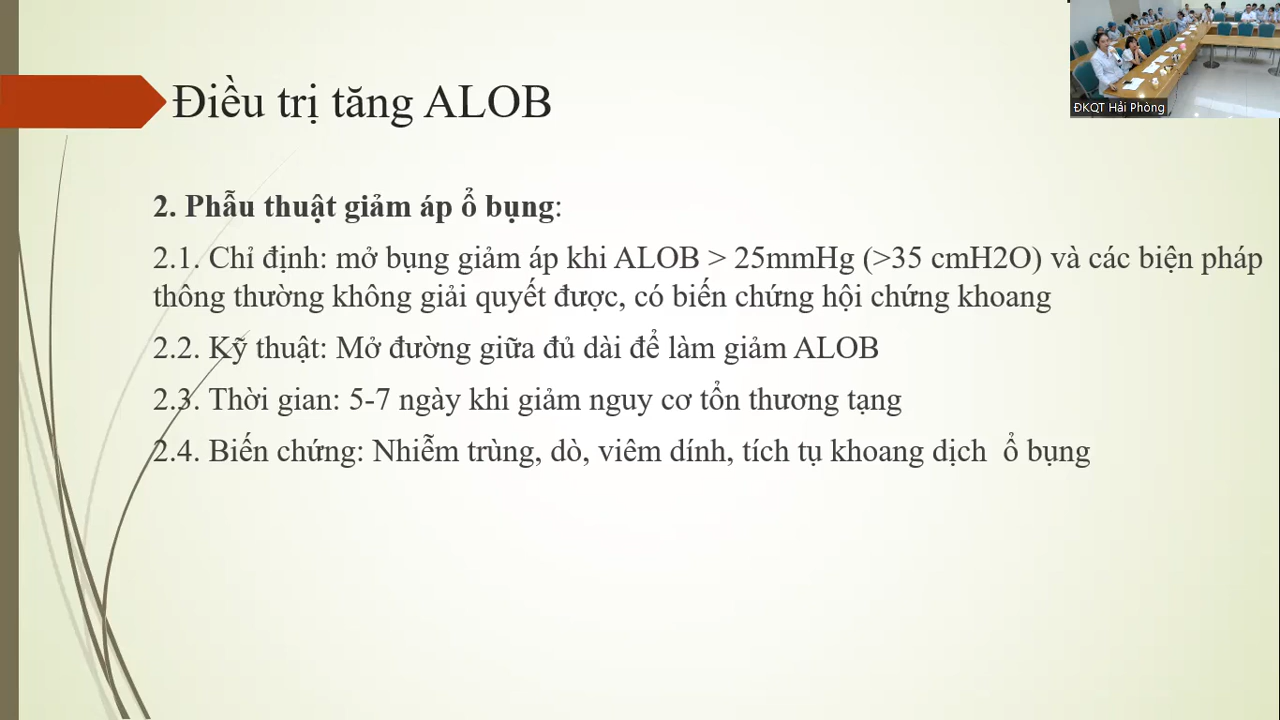 ĐKQT Hải Phòng
Điều trị tăng ALOB
2. Phẫu thuật giảm áp ổ bụng:
2.1. Chỉ định: mở bụng giảm áp khi ALOB > 25mmHg (>35 cmH2O) và các biện pháp
thông thường không giải quyết được, có biến chứng hội chứng khoang
2.2. Kỹ thuật: Mở đường giữa đủ dài để làm giảm ALOB
2.3. Thời gian: 5-7 ngày khi giảm nguy cơ tổn thương tạng
2.4. Biến chứng: Nhiễm trùng, dò, viêm dính, tích tụ khoang dịch  ổ bụng